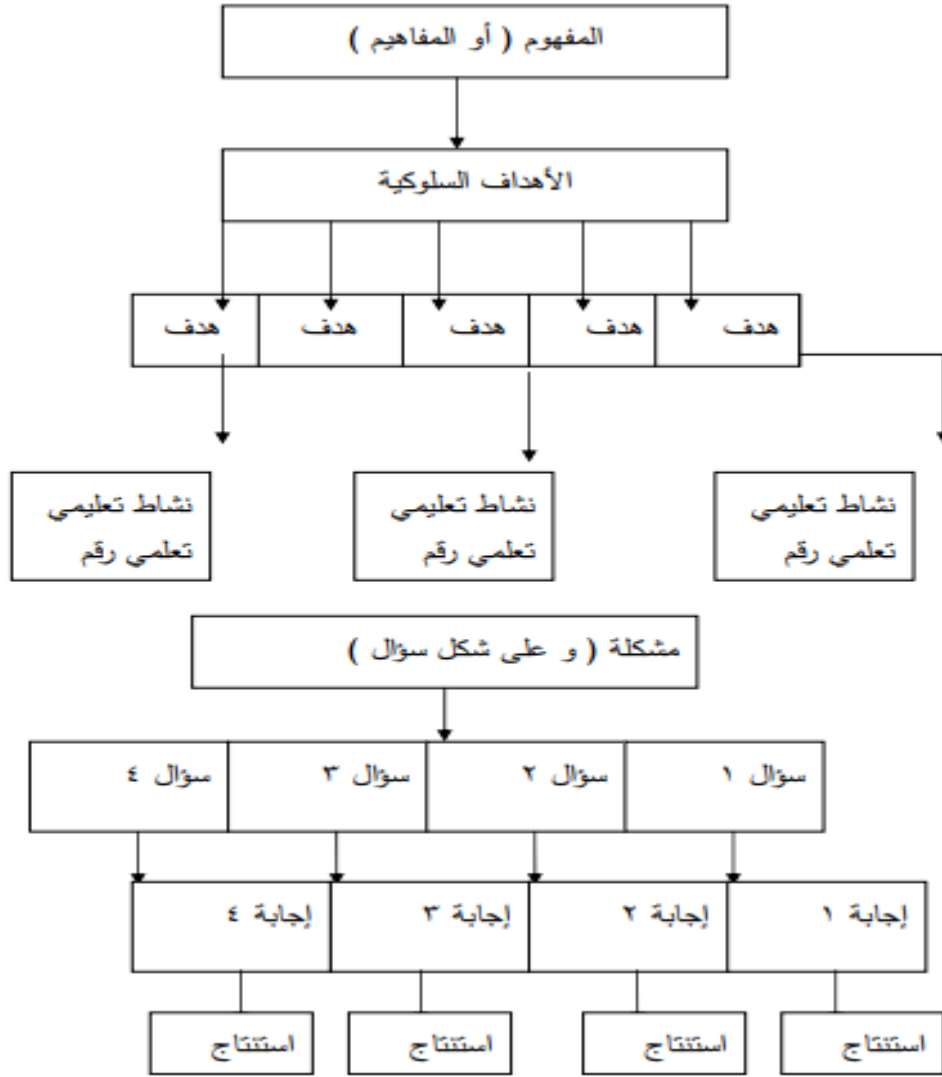 المفهوم ( أو المفاهيم )
الأهداف السلوكية
هدف
هدف
هدف
هدف
هدف
نشاط تعليمي
تعلمي رقم
نشاط تعليمي
تعلمي رقم
نشاط تعليمي
تعلمي رقم
مشكلة ( و على شكل سؤال )
سؤال ١
سؤال ٢
سؤال ٣
سؤال ٤
إجابة ١
إجابة ٢
إجابة ٣
إجابة ٤
استنتاج
استنتاج
استنتاج
استنتاج